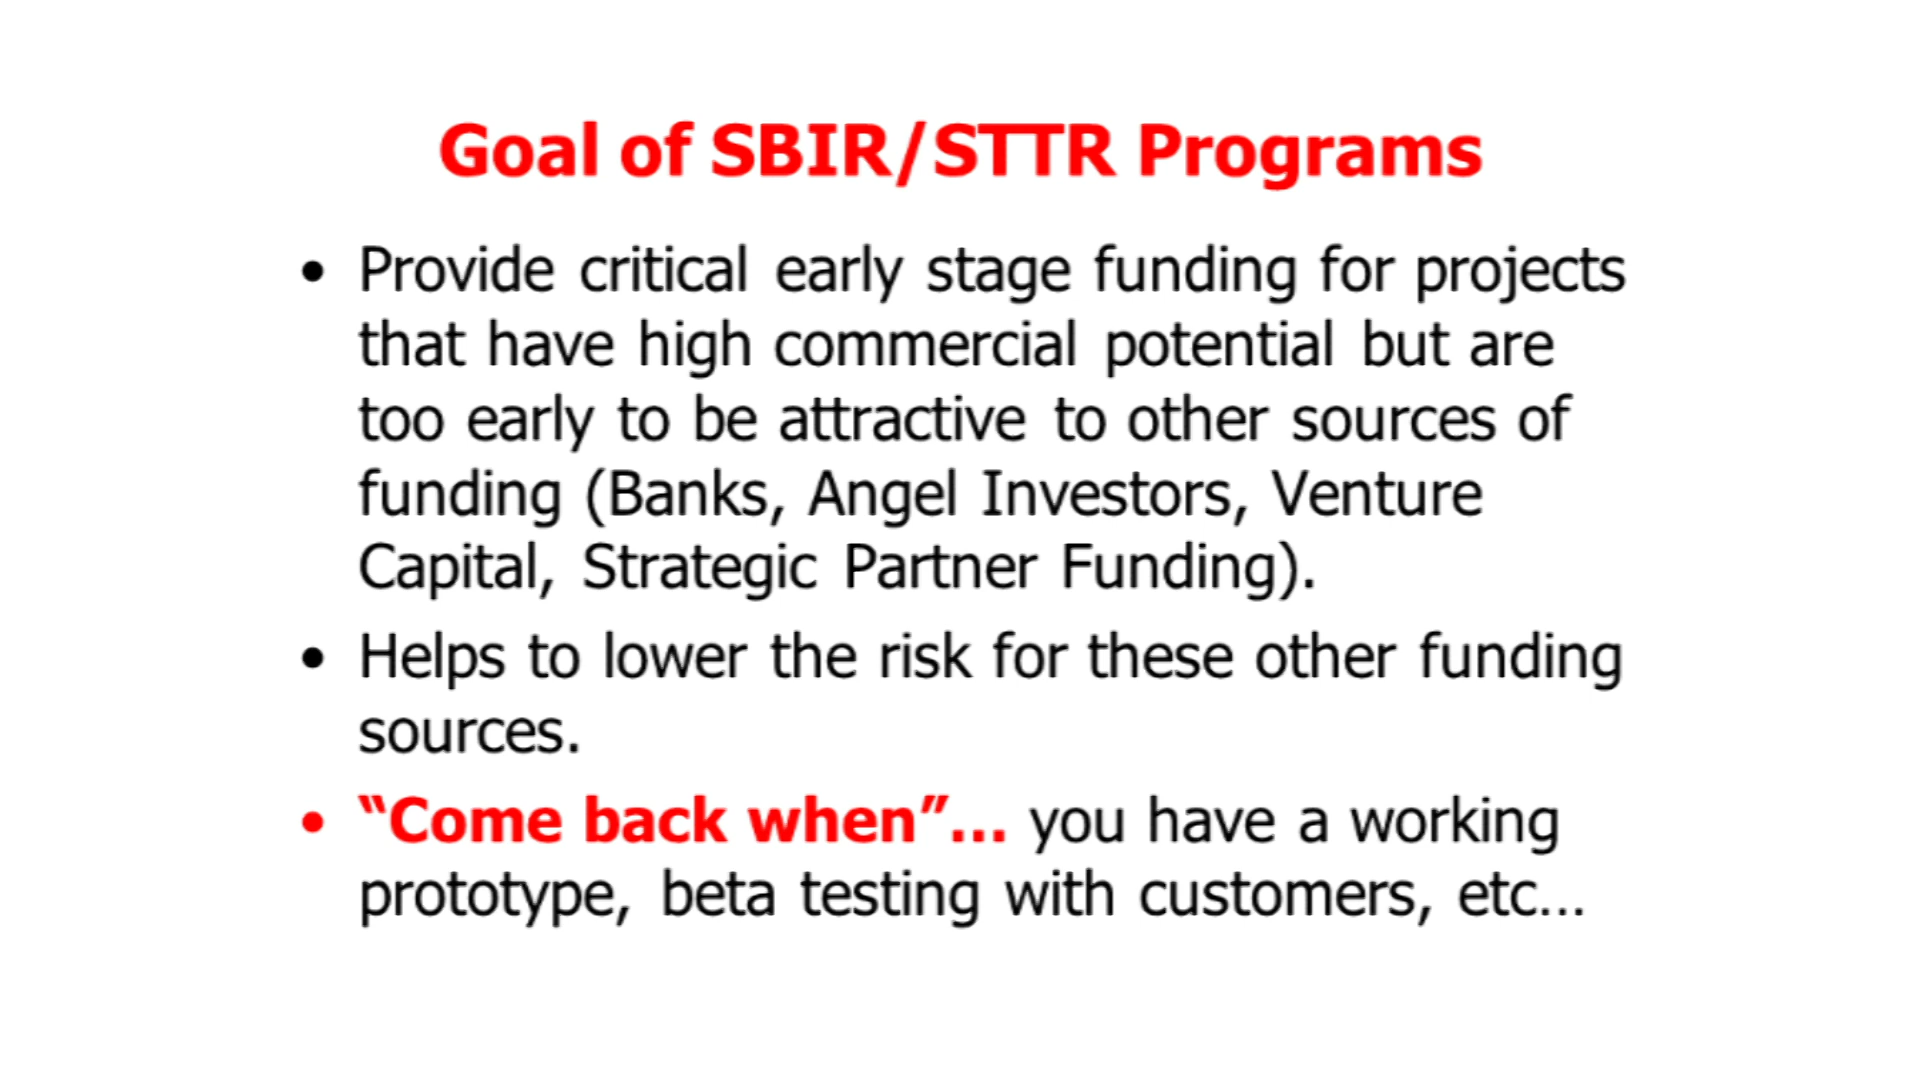 Goal of SBIR/STTR Programs
• Provide critical early stage funding for projects
that have high commercial potential but are
too early to be attractive to other sources of
funding (Banks, Angel Investors, Venture
Capital, Strategic Partner Funding).
• Helps to lower the risk for these other funding
sources.
• “Come back when”... you have a working
prototype, beta testing with customers, etc...